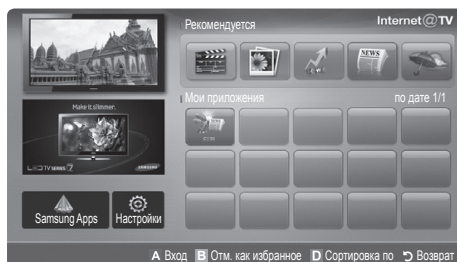 Рекомендуется
Internet@TV
NEWS
Make it slimmer.
Мои приложения
по дате 1/1
LED TV SERIES 7
SAMSUNG
Samsung Apps
Настройки
A Вход B Отм. как избранное D Сортировка по Возврат